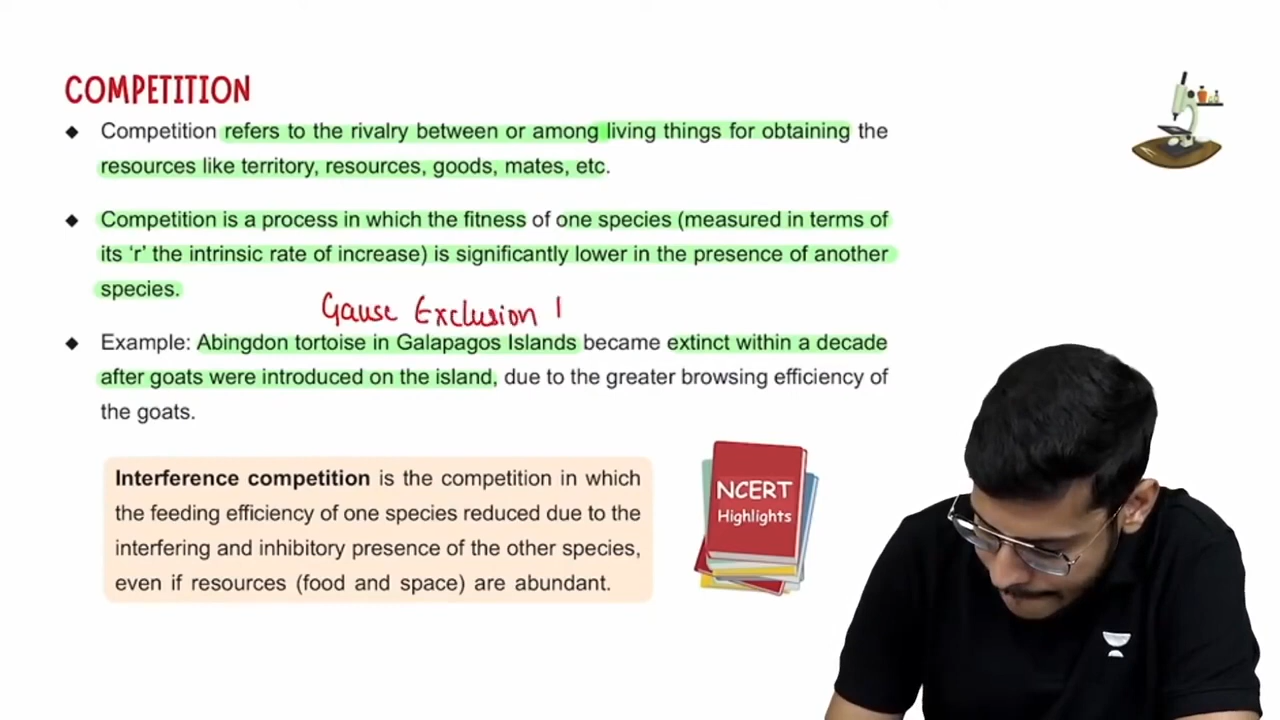 COMPETITION
◆ Competition refers to the rivalry between or among living things for obtaining the
resources like territory, resources, goods, mates, etc.
◆ Competition is a process in which the fitness of one species (measured in terms of
its ‘r’ the intrinsic rate of increase) is significantly lower in the presence of another
species.
Gause Exclusion
◆ Example: Abingdon tortoise in Galapagos Islands became extinct within a decade
after goats were introduced on the island, due to the greater browsing efficiency of
the goats.
Interference competition is the competition in which
the feeding efficiency of one species reduced due to the
interfering and inhibitory presence of the other species,
even if resources (food and space) are abundant.
NCERT
Highlights